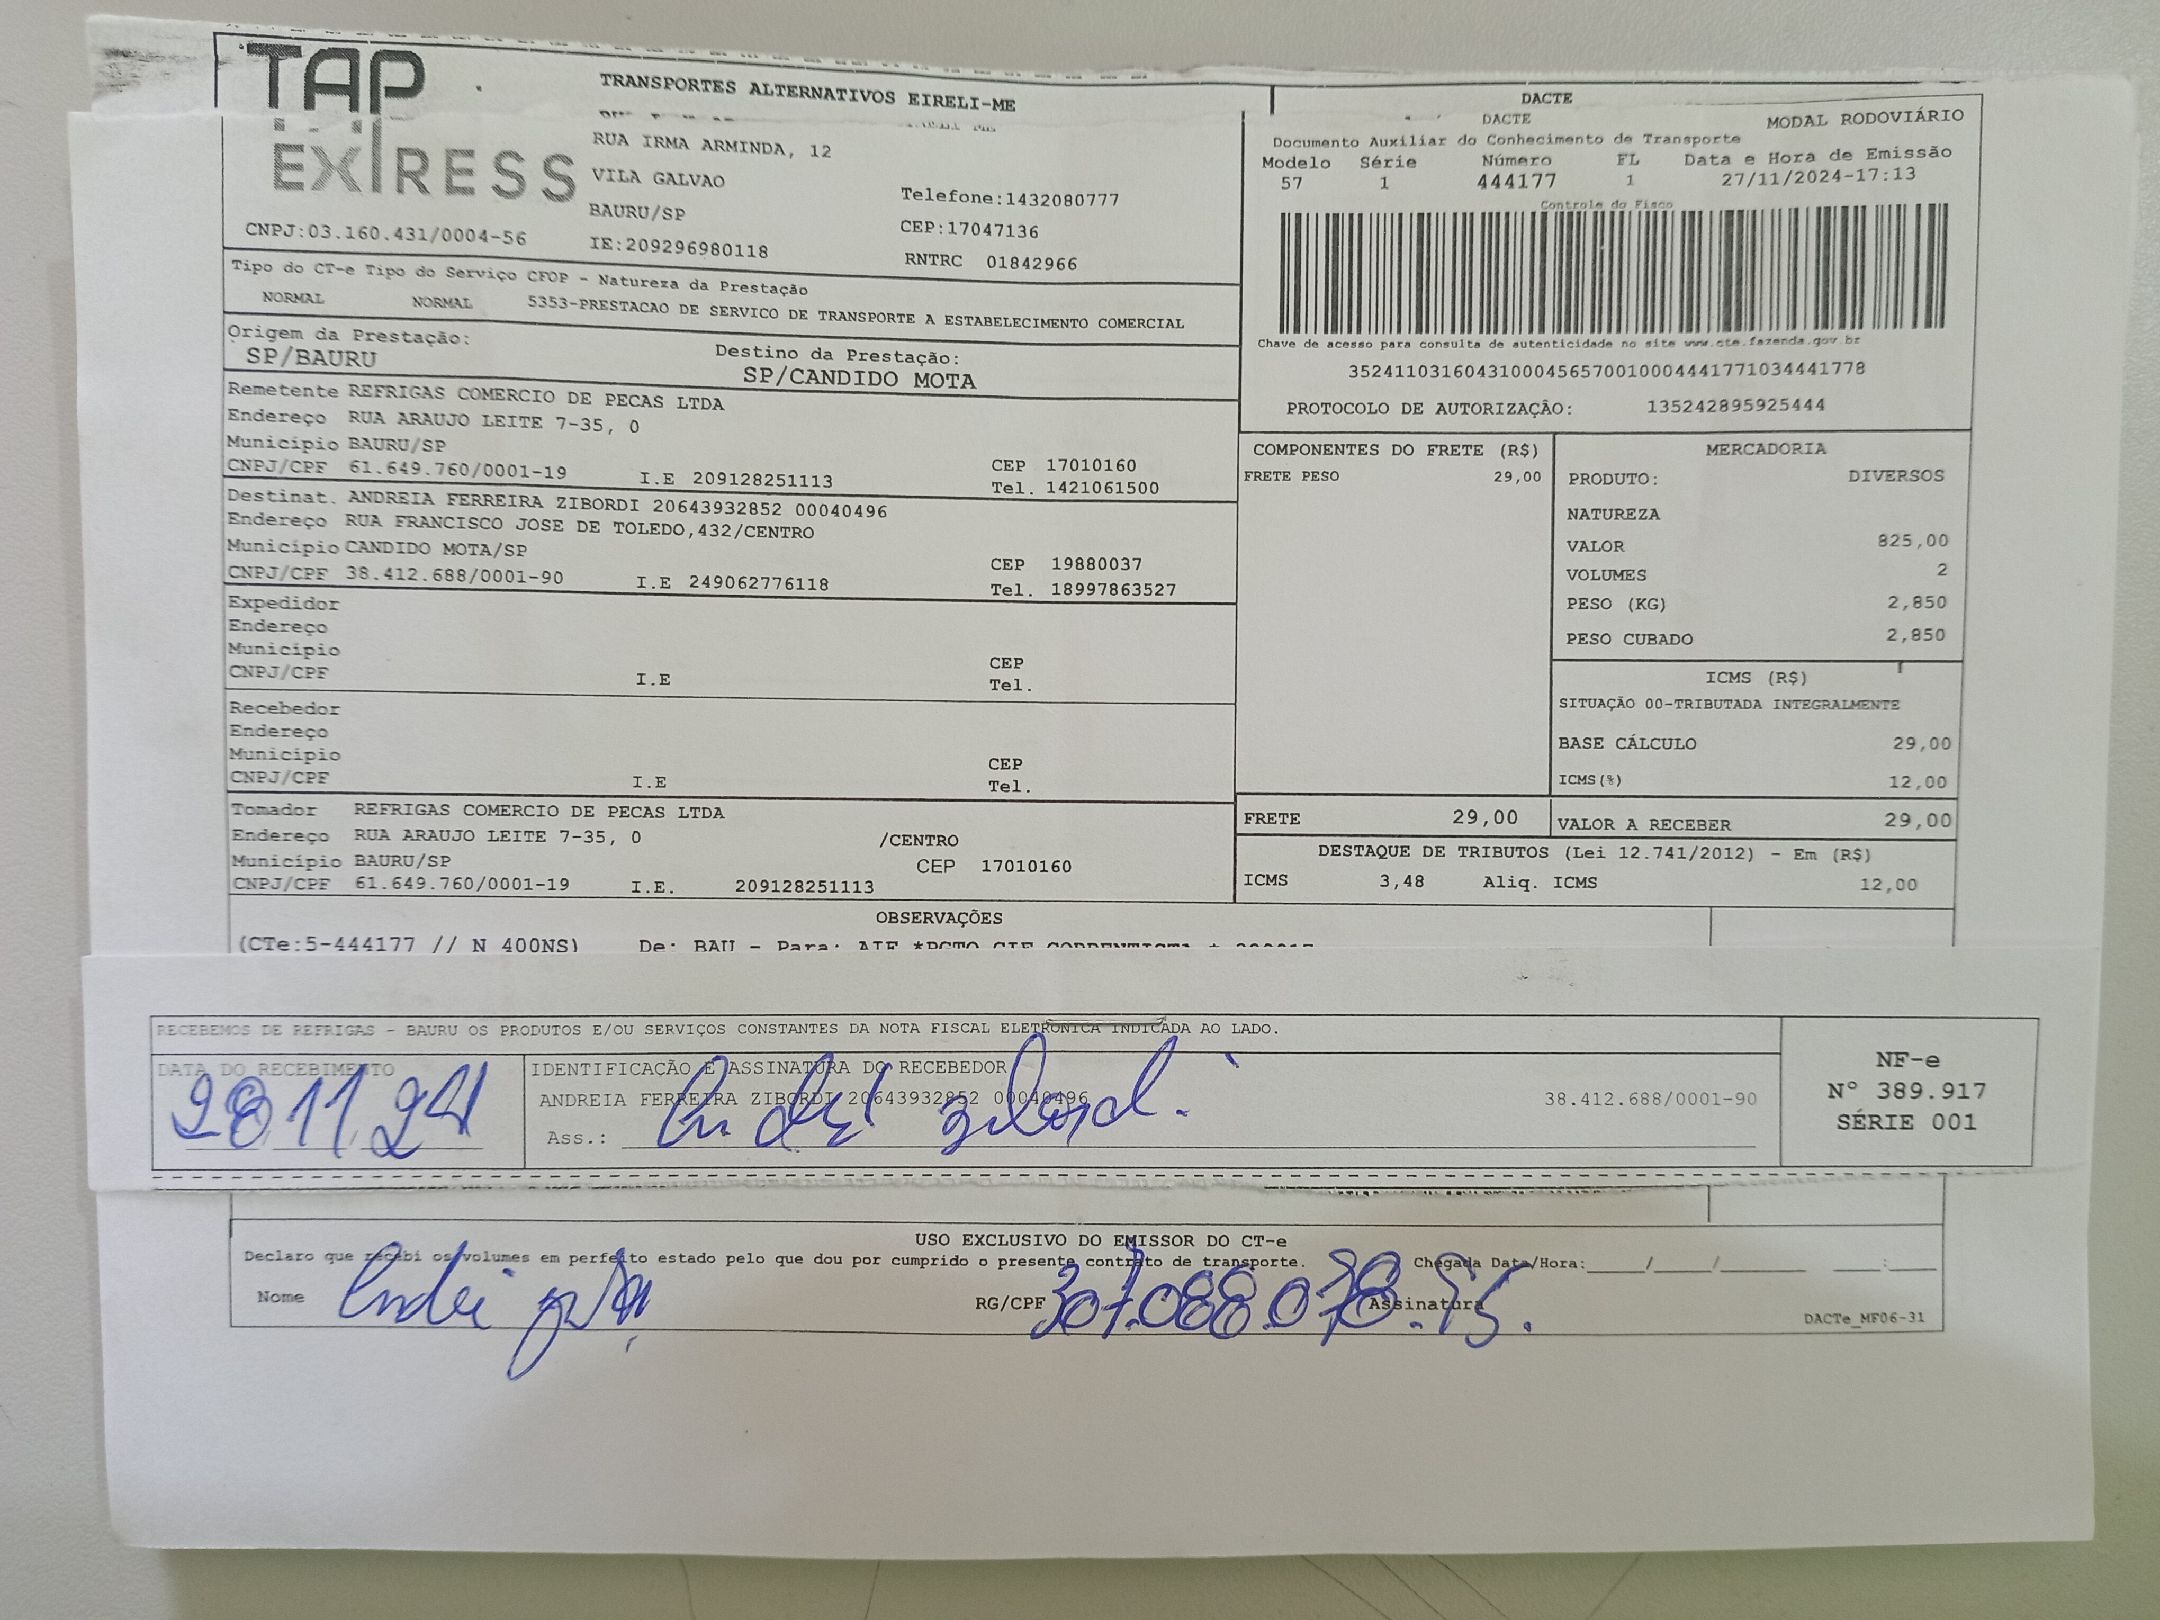 TAP
EXPRESS
TRANSPORTES ALTERNATIVOS EIRELI-ME
RUA IRMA ARMINDA, 12
VILA GALVAO
BAURU/SP
Telefone:1432080777
CEP:17047136
CNPJ:03.160.431/0004-56
IE:209296980118
RNTRC 01842966
DACTE
DACTE
MODAL RODOVIÁRIO
Documento Auxiliar do Conhecimento de Transporte
Modelo Série Número FL Data e Hora de Emissão
57 1 444177 1 27/11/2024-17:13
Controle do Fisco
Chave de acesso para consulta de autenticidade no site www.cte.fazenda.gov.br
35241103160431000456570010004441771034441778
PROTOCOLO DE AUTORIZAÇÃO: 135242895925444
Tipo do CT-e Tipo do Serviço CFOP - Natureza da Prestação
NORMAL NORMAL 5353-PRESTACAO DE SERVICO DE TRANSPORTE A ESTABELECIMENTO COMERCIAL
Origem da Prestação: Destino da Prestação:
SP/BAURU SP/CANDIDO MOTA
Remetente REFRIGAS COMERCIO DE PECAS LTDA
Endereço RUA ARAUJO LEITE 7-35, 0
Município BAURU/SP CEP 17010160
CNPJ/CPF 61.649.760/0001-19 I.E 209128251113 Tel. 1421061500
Destinat. ANDREIA FERREIRA ZIBORDI 20643932852 00040496
Endereço RUA FRANCISCO JOSE DE TOLEDO,432/CENTRO
Município CANDIDO MOTA/SP CEP 19880037
CNPJ/CPF 38.412.688/0001-90 I.E 249062776118 Tel. 18997863527
Expedidor
Endereço
Município CEP
CNPJ/CPF I.E Tel.
Recebedor
Endereço
Município CEP
CNPJ/CPF I.E Tel.
Tomador REFRIGAS COMERCIO DE PECAS LTDA
Endereço RUA ARAUJO LEITE 7-35, 0 /CENTRO
Município BAURU/SP CEP 17010160
CNPJ/CPF 61.649.760/0001-19 I.E. 209128251113
COMPONENTES DO FRETE (R$)
FRETE PESO 29,00
MERCADORIA
PRODUTO: DIVERSOS
NATUREZA
VALOR 825,00
VOLUMES 2
PESO (KG) 2,850
PESO CUBADO 2,850
ICMS (R$)
SITUAÇÃO 00-TRIBUTADA INTEGRALMENTE
BASE CÁLCULO 29,00
ICMS(%) 12,00
FRETE 29,00 VALOR A RECEBER 29,00
DESTAQUE DE TRIBUTOS (Lei 12.741/2012) - Em (R$)
ICMS 3,48 Aliq. ICMS 12,00
OBSERVAÇÕES
(CTe:5-444177 // N 400NS) De: BAU - Para:
RECEBEMOS DE REFRIGAS - BAURU OS PRODUTOS E/OU SERVIÇOS CONSTANTES DA NOTA FISCAL ELETRÔNICA INDICADA AO LADO.
DATA DO RECEBIMENTO
28/11/24
IDENTIFICAÇÃO E ASSINATURA DO RECEBEDOR
ANDREIA FERREIRA ZIBORDI 20643932852 00040496 38.412.688/0001-90
Ass.:
NF-e
N° 389.917
SÉRIE 001
USO EXCLUSIVO DO EMISSOR DO CT-e
Declaro que recebi os volumes em perfeito estado pelo que dou por cumprido o presente contrato de transporte. Chegada Data/Hora:____/____/______ ____:____
Nome RG/CPF 301.088.078.95. Assinatura
DACTe_MF06-31